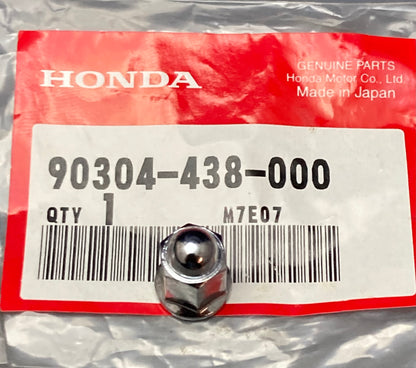 HONDA
GENUINE PARTS
Honda Motor Co., Ltd.
Made in Japan
90304-438-000
QTY 1 M7E07